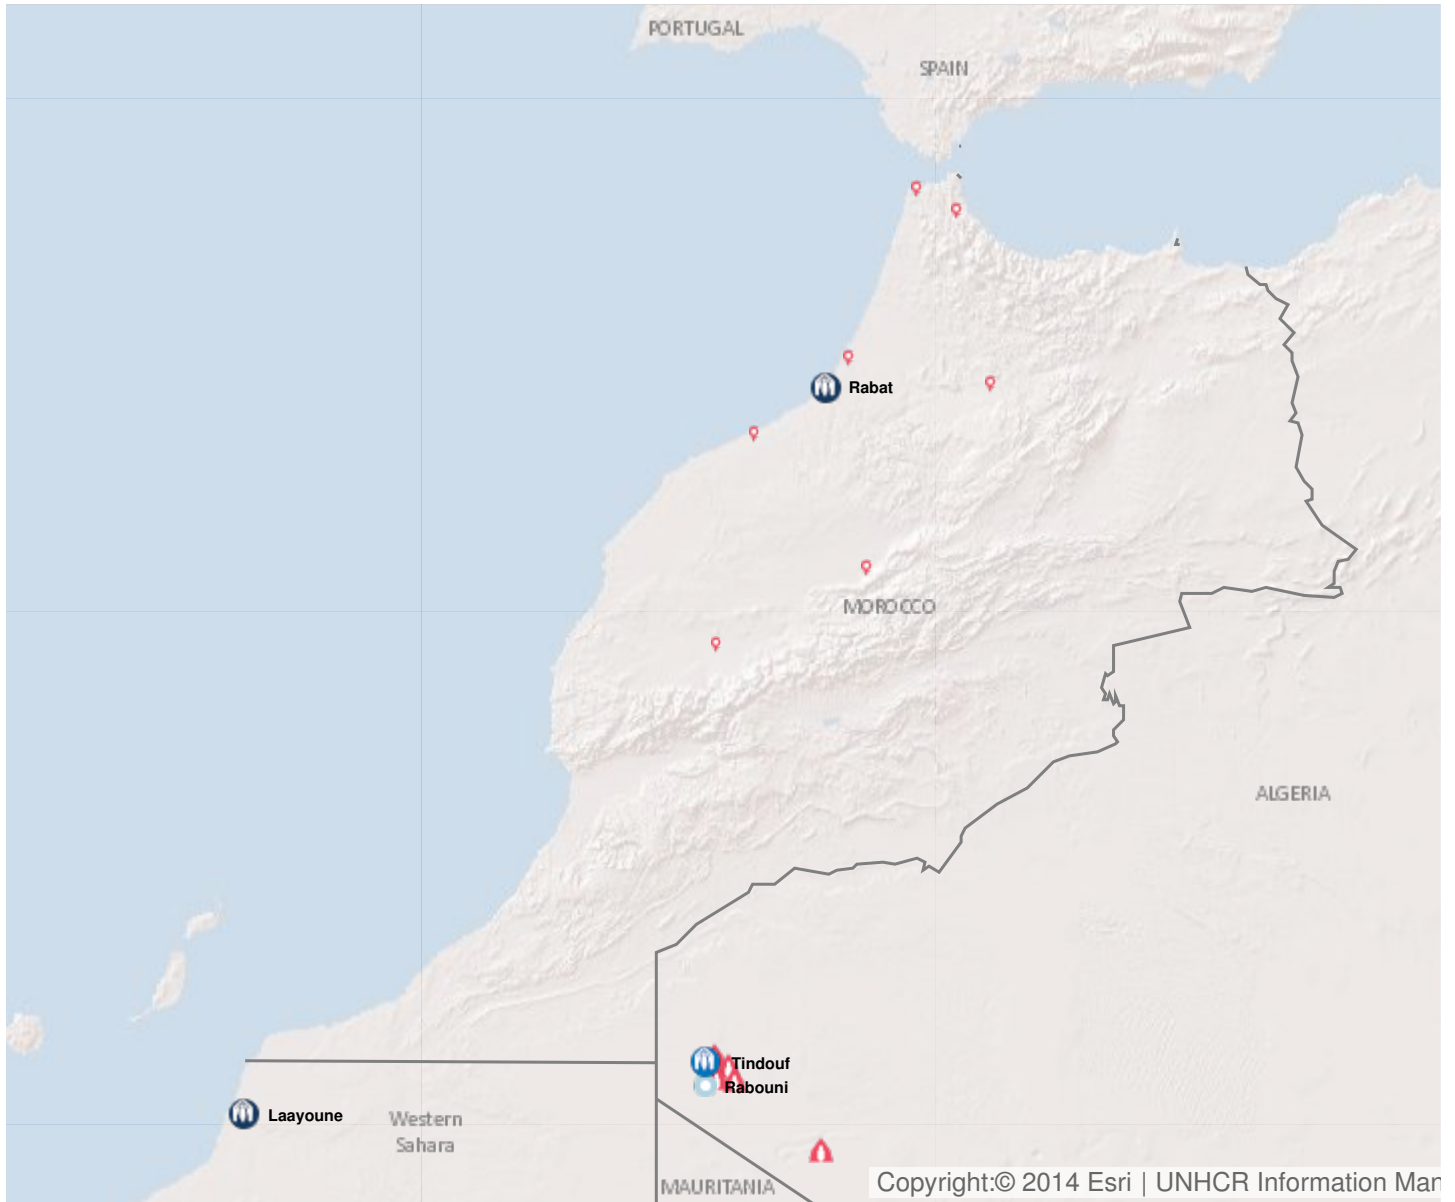 PORTUGAL
SPAIN
Rabat
MOROCCO
ALGERIA
Tindouf
Rabouni
Laayoune
Western
Sahara
MAURITANIA
Copyright:© 2014 Esri | UNHCR Information Man